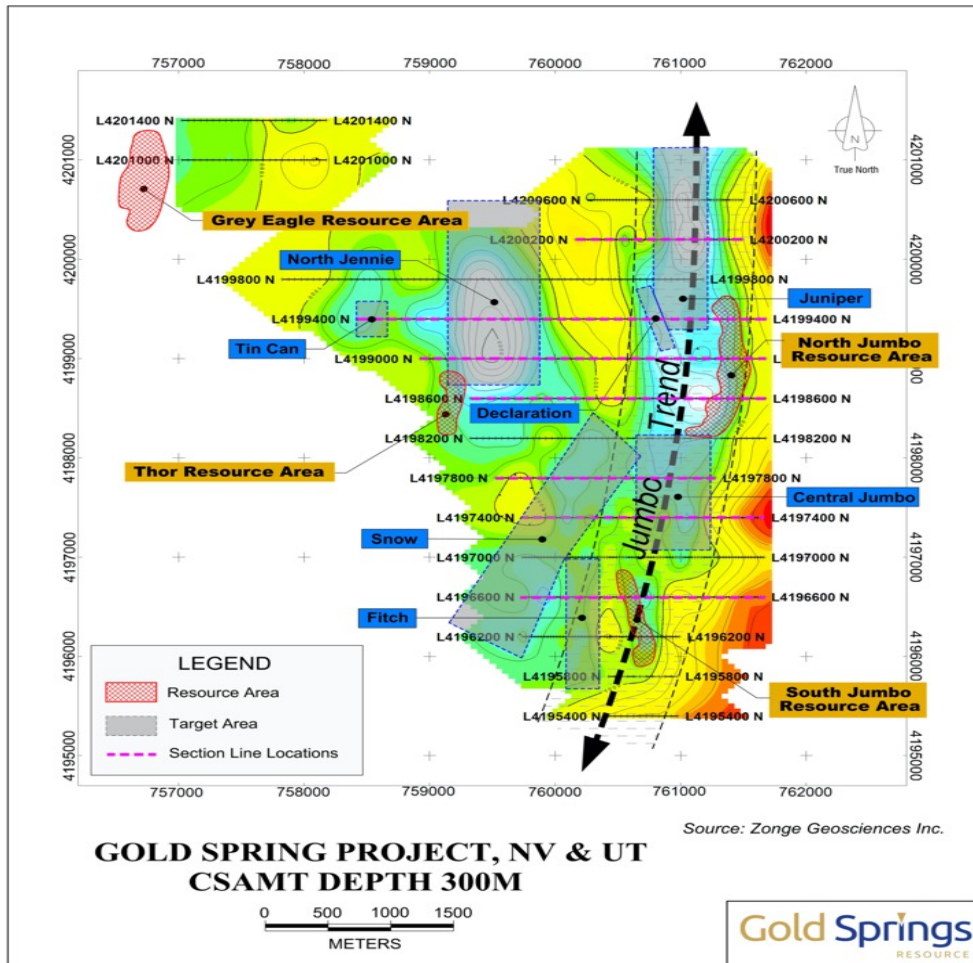 757000 758000 759000 760000 761000 762000
True North
4201000 4201000
4200000 4200000
4199000
4198000 4198000
4197000 4197000
4196000 4196000
4195000 4195000
L4201400 N L4201400 N
L4201000 N L4201000 N
Grey Eagle Resource Area
L4200600 N L4200600 N
L4200200 N L4200200 N
North Jennie
L4199800 N L4199800 N
Juniper
L4199400 N L4199400 N
Tin Can
North Jumbo
Resource Area
L4199000 N L4199000 N
L4198600 N L4198600 N
Declaration
Jumbo Trend
L4198200 N L4198200 N
Thor Resource Area
L4197800 N L4197800 N
Central Jumbo
L4197400 N L4197400 N
Snow
L4197000 N L4197000 N
L4196600 N L4196600 N
Fitch
L4196200 N L4196200 N
L4195800 N L4195800 N
South Jumbo
Resource Area
L4195400 N L4195400 N
LEGEND
Resource Area
Target Area
Section Line Locations
757000 758000 759000 760000 761000 762000
Source: Zonge Geosciences Inc.
GOLD SPRING PROJECT, NV & UT
CSAMT DEPTH 300M
0 500 1000 1500
METERS
Gold Springs
RESOURCE